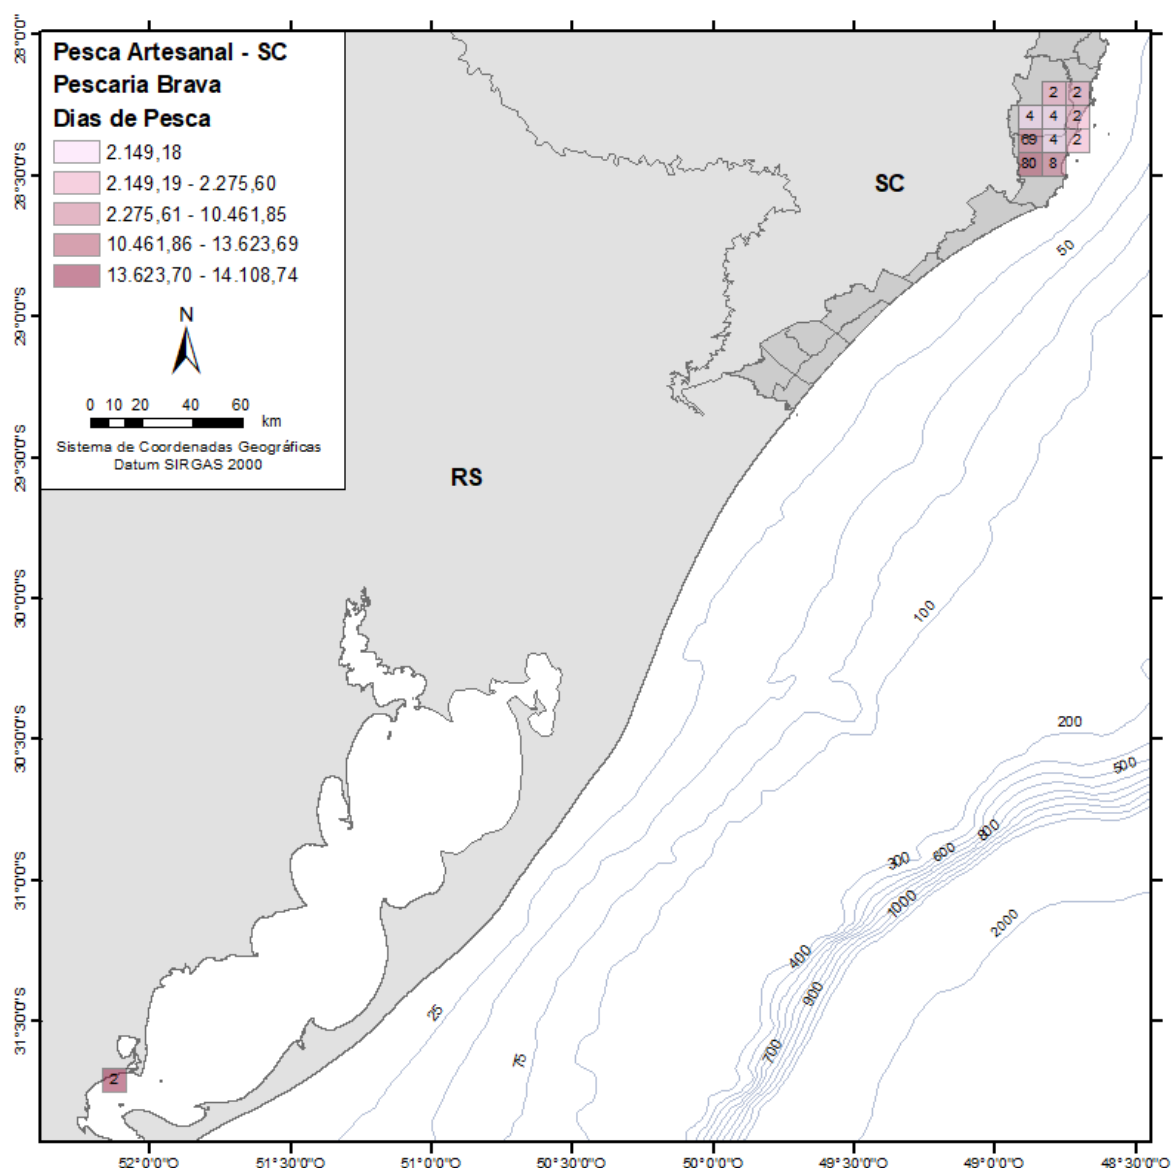 Pesca Artesanal - SC
Pescaria Brava
Dias de Pesca
2.149,18
2.149,19 - 2.275,60
2.275,61 - 10.461,85
10.461,86 - 13.623,69
13.623,70 - 14.108,74
N
0 10 20 40 60
km
Sistema de Coordenadas Geográficas
Datum SIRGAS 2000
SC
RS
2 2
4 4 2
69 4 2
80 8
2
50
100
200
500
800
300
600
1000
2000
400
900
700
25
75
28°0'0"S
28°30'0"S
29°0'0"S
29°30'0"S
30°0'0"S
30°30'0"S
31°0'0"S
31°30'0"S
52°0'0"O
51°30'0"O
51°0'0"O
50°30'0"O
50°0'0"O
49°30'0"O
49°0'0"O
48°30'0"O